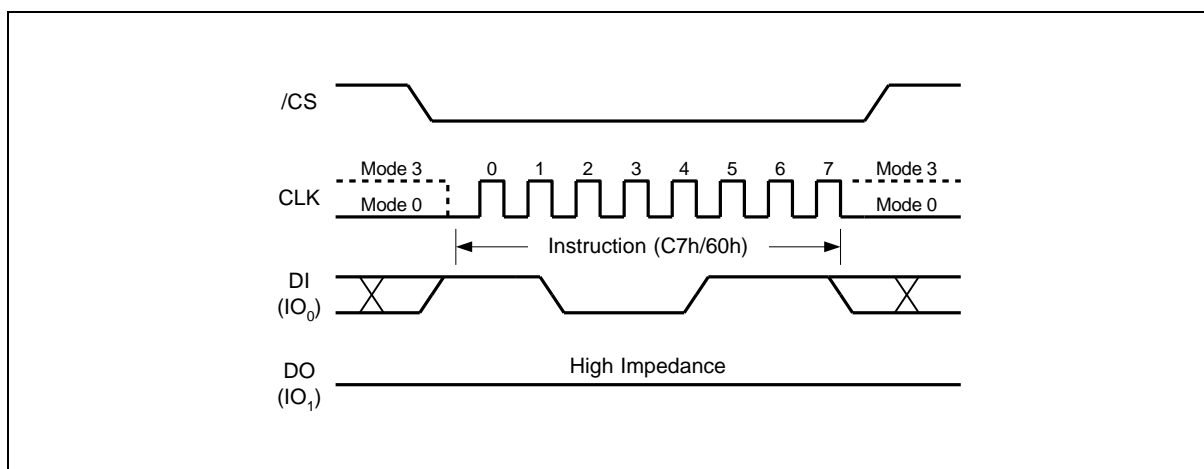 /CS
Mode 3 0 1 2 3 4 5 6 7 Mode 3
CLK
Mode 0 Mode 0
Instruction (C7h/60h)
DI
(IO0)
High Impedance
DO
(IO1)